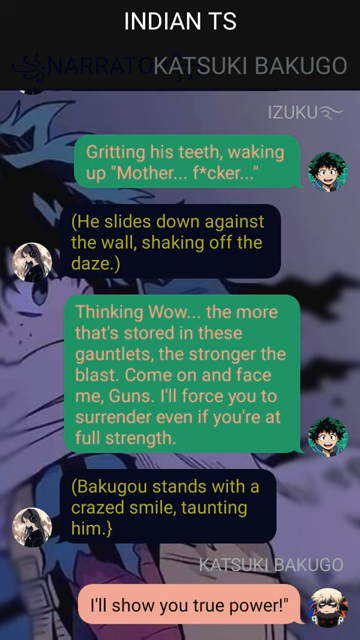 INDIAN TS
NARRATO
KATSUKI BAKUGO
IZUKU
Gritting his teeth, waking
up "Mother... f*cker..."
(He slides down against
the wall, shaking off the
daze.)
Thinking Wow... the more
that's stored in these
gauntlets, the stronger the
blast. Come on and face
me, Guns. I'll force you to
surrender even if you're at
full strength.
(Bakugou stands with a
crazed smile, taunting
him.}
KATSUKI BAKUGO
I'll show you true power!"